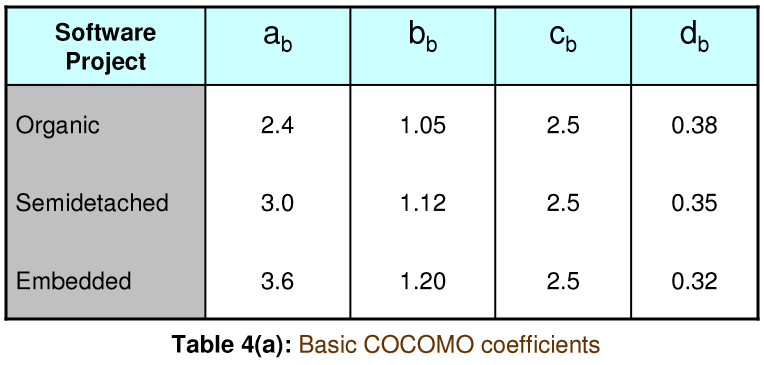 Software Project a_b b_b c_b d_b
Organic 2.4 1.05 2.5 0.38
Semidetached 3.0 1.12 2.5 0.35
Embedded 3.6 1.20 2.5 0.32
Table 4(a): Basic COCOMO coefficients